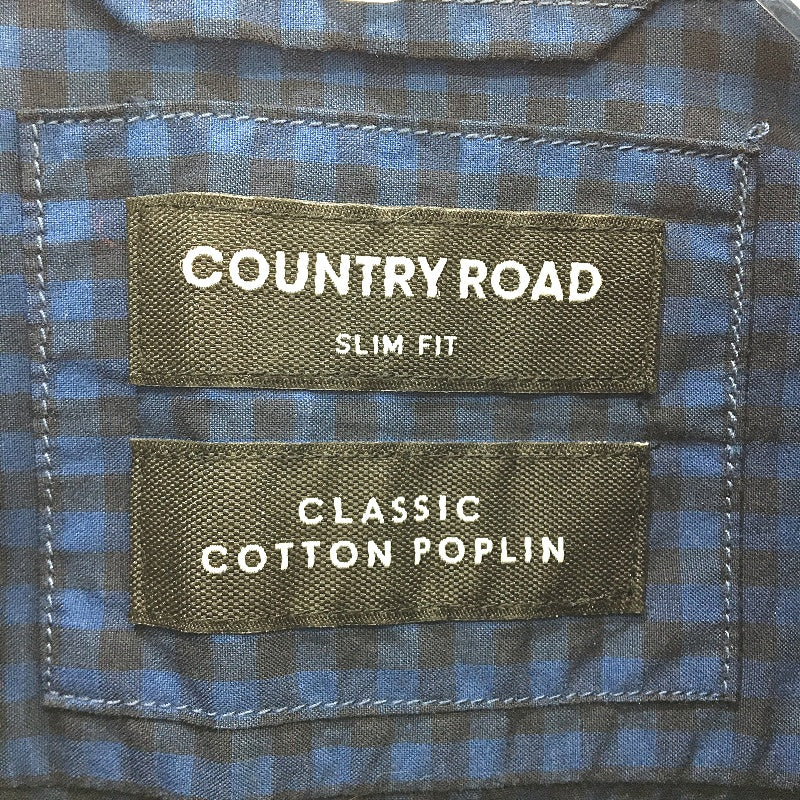 COUNTRY ROAD
SLIM FIT
CLASSIC
COTTON POPLIN